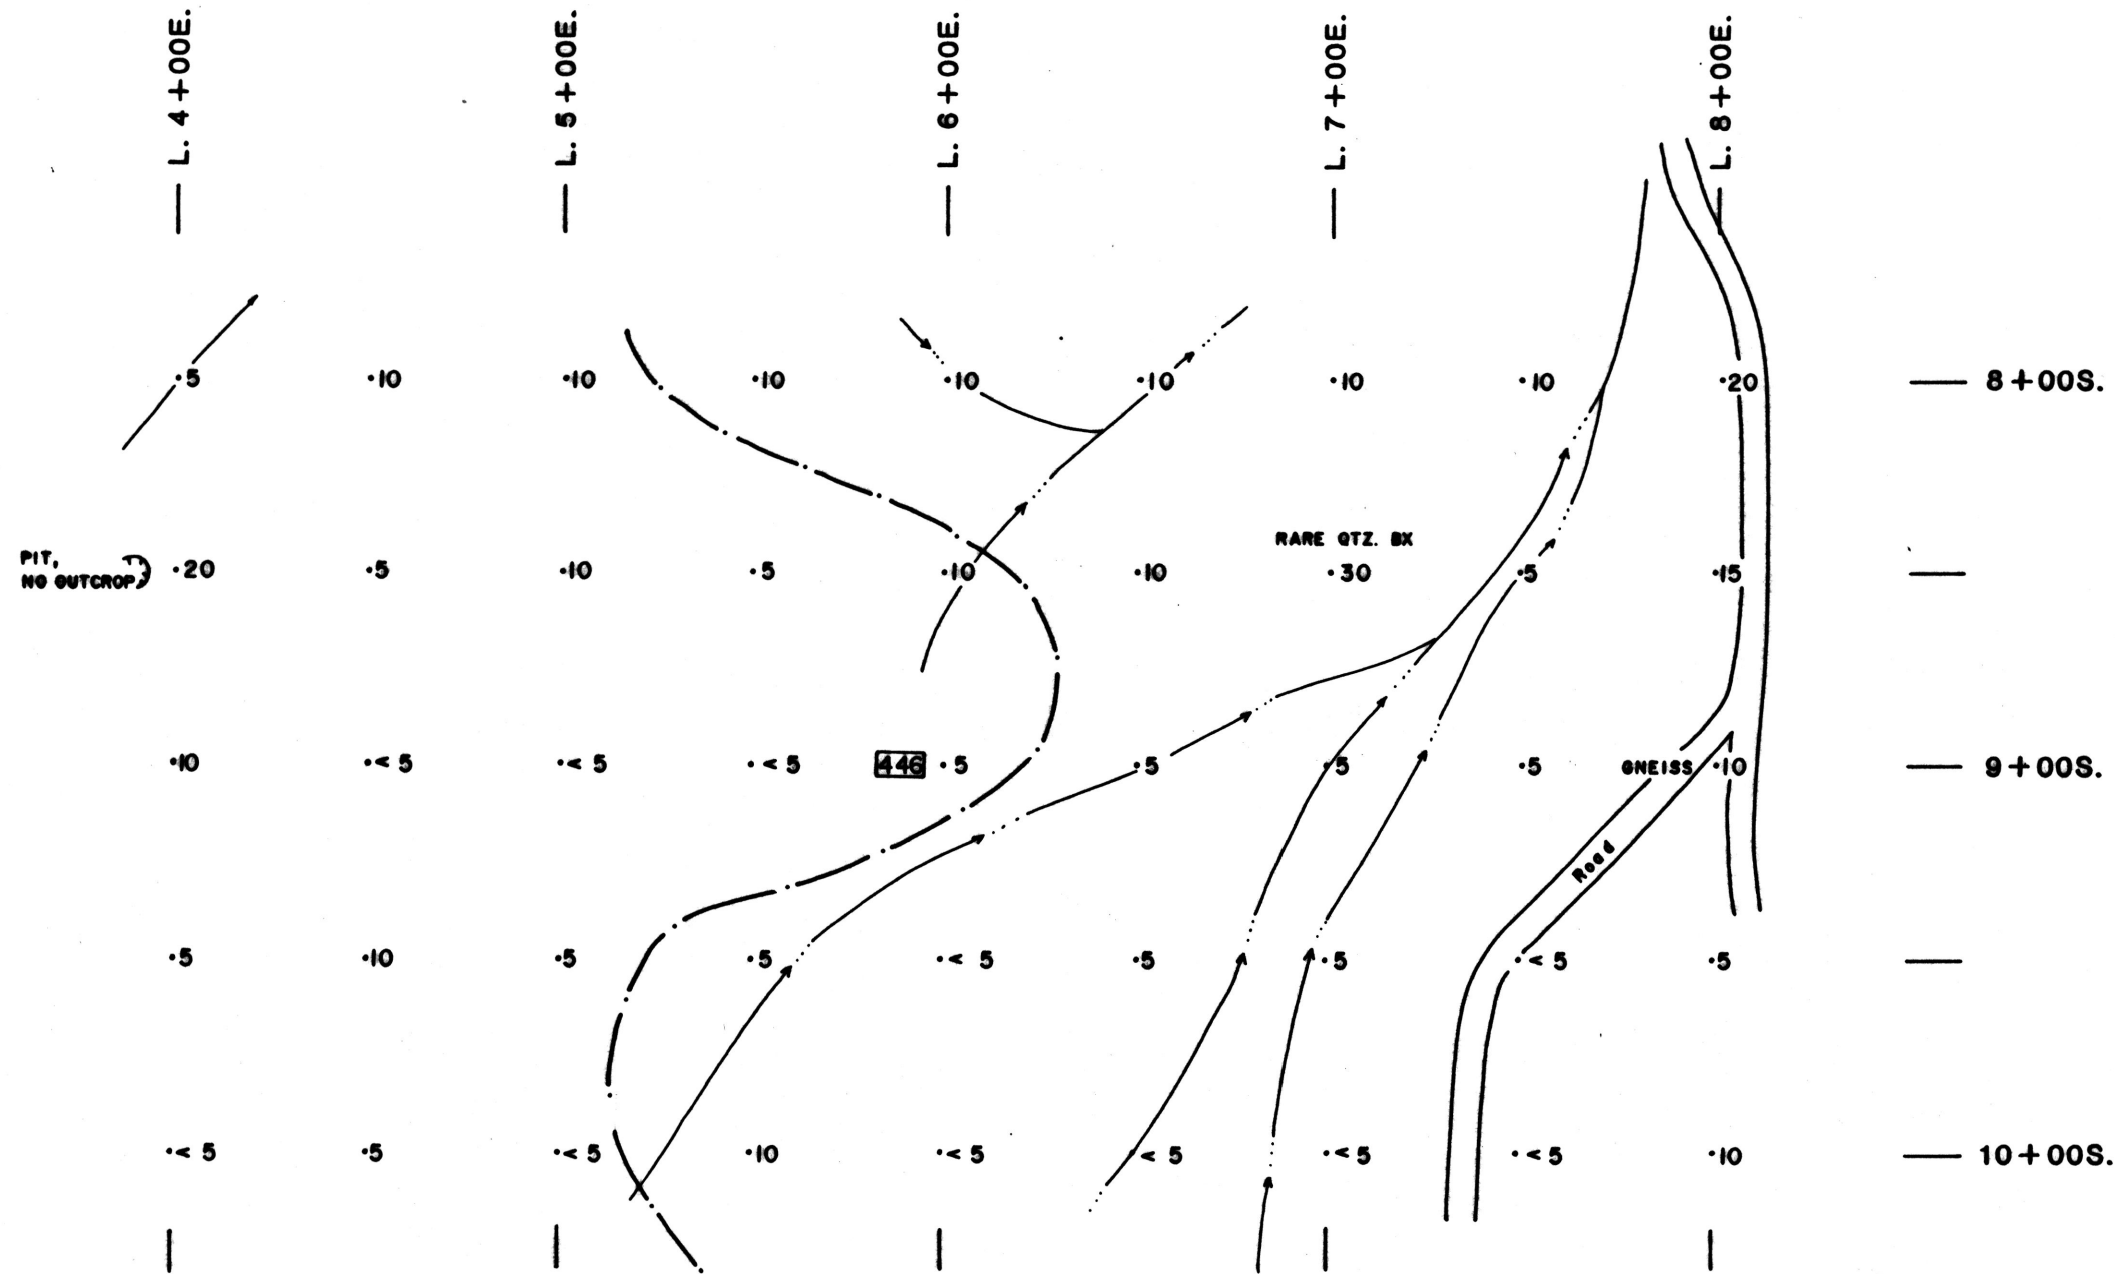 L. 4+00E.
L. 5+00E.
L. 6+00E.
L. 7+00E.
L. 8+00E.
.5 .10 .10 .10 .10 .10 .10 .10 .20 8+00S.
RARE QTZ. BX
PIT,
NO OUTCROP .20 .5 .10 .5 .10 .10 .30 .5 .15
.10 .< 5 .< 5 .< 5 446 .5 .5 .5 .5 GNEISS .10 9+00S.
Road
.5 .10 .5 .5 .< 5 .5 .5 .< 5 .5
.< 5 .5 .< 5 .10 .< 5 .< 5 .< 5 .< 5 .10 10+00S.